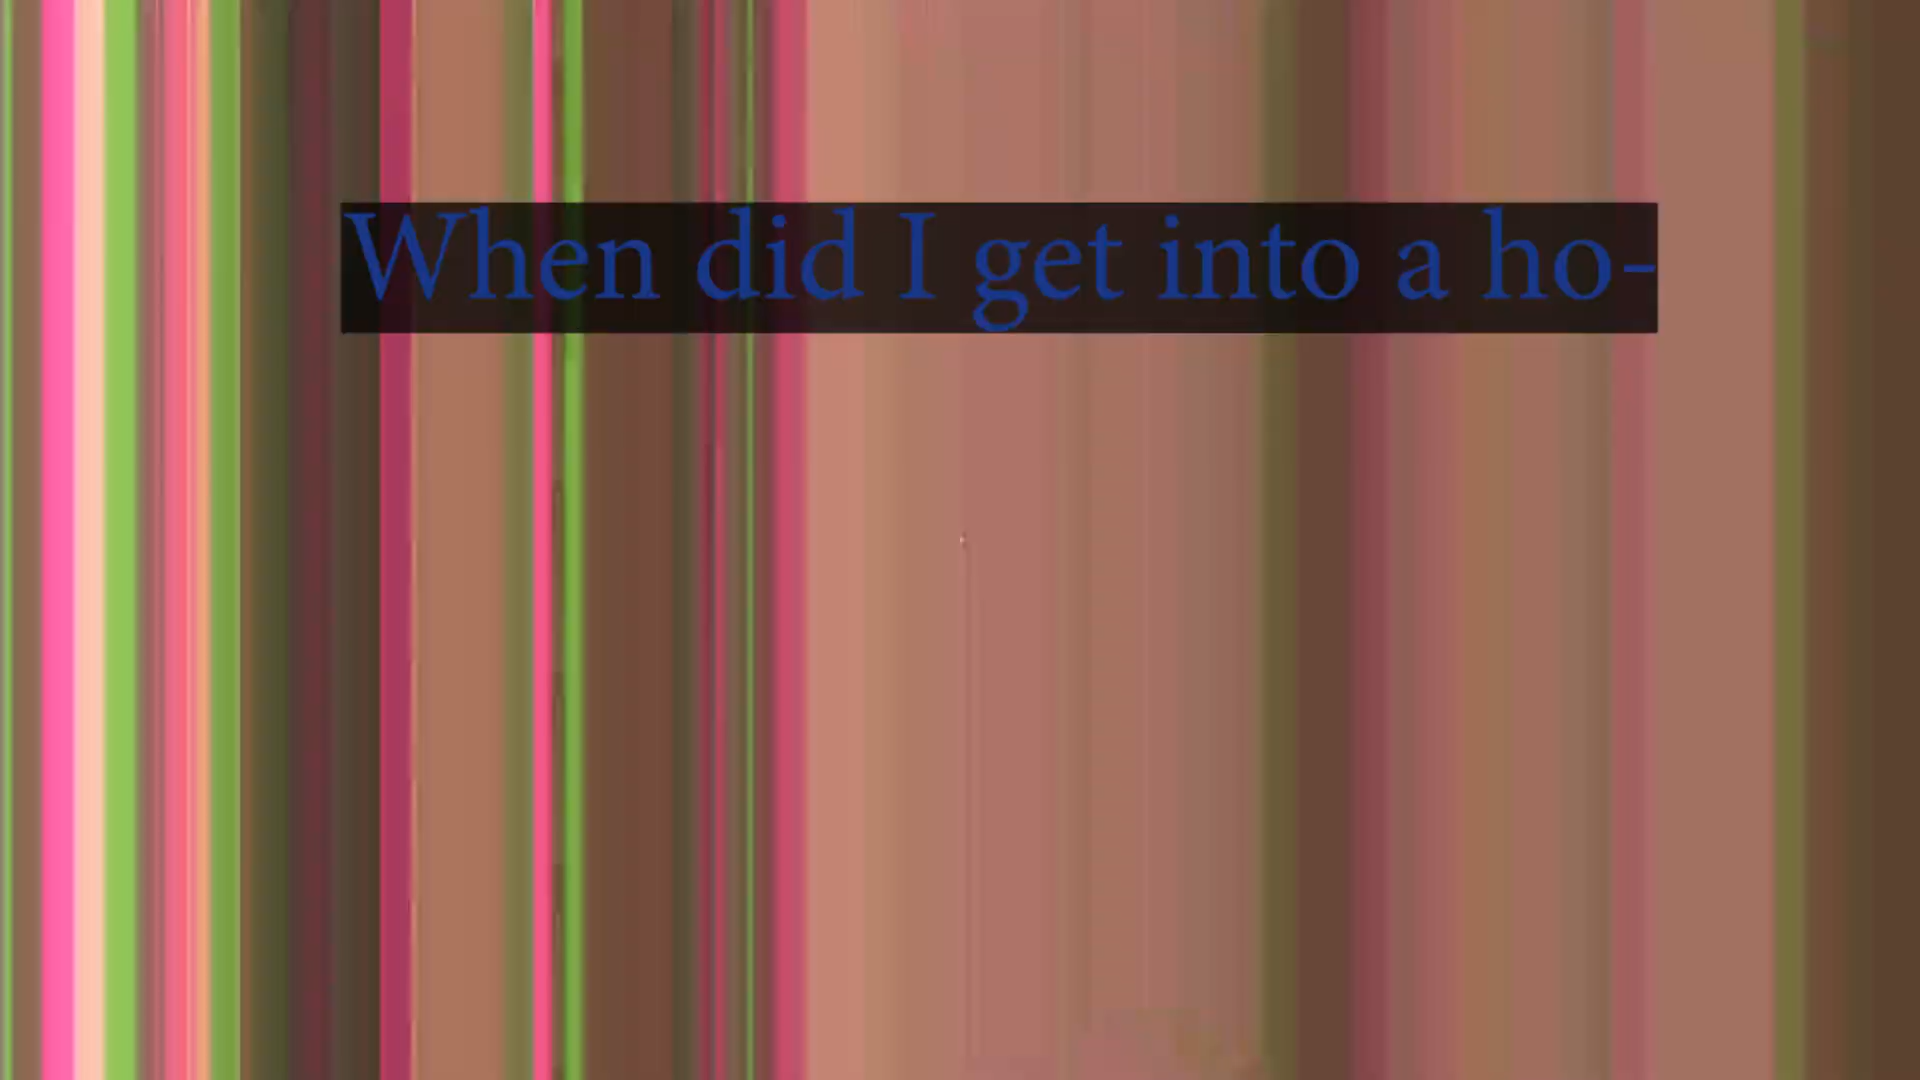 When did I get into a ho-